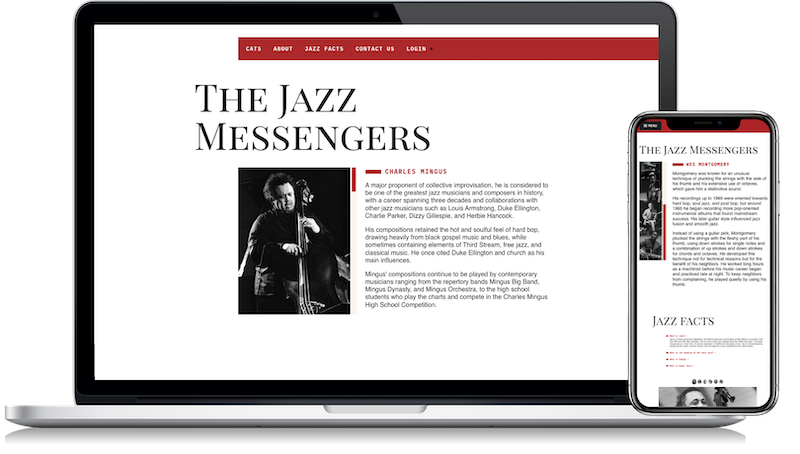 CATS ABOUT JAZZ FACTS CONTACT US LOGIN
The Jazz
Messengers
CHARLES MINGUS
A major proponent of collective improvisation, he is considered to
be one of the greatest jazz musicians and composers in history,
with a career spanning three decades and collaborations with
other jazz musicians such as Louis Armstrong, Duke Ellington,
Charlie Parker, Dizzy Gillespie, and Herbie Hancock.
His compositions retained the hot and soulful feel of hard bop,
drawing heavily from black gospel music and blues, while
sometimes containing elements of Third Stream, free jazz, and
classical music. He once cited Duke Ellington and church as his
main influences.
Mingus' compositions continue to be played by contemporary
musicians ranging from the repertory bands Mingus Big Band,
Mingus Dynasty, and Mingus Orchestra, to the high school
students who play the charts and compete in the Charles Mingus
High School Competition.
MENU
The Jazz Messengers
WES MONTGOMERY
Montgomery was known for an unusual
technique of plucking the strings with the side of
his thumb and his extensive use of octaves,
which gave him a distinctive sound.
His recordings up to 1965 were oriented towards
hard bop, soul jazz, and post bop, but around
1965 he began recording more pop-oriented
instrumental albums that found mainstream
success. His later guitar style influenced jazz
fusion and smooth jazz.
Instead of using a guitar pick, Montgomery
plucked the strings with the fleshy part of his
thumb, using down strokes for single notes and
a combination of up strokes and down strokes
for chords and octaves. He developed this
technique not for technical reasons but for the
benefit of his neighbors. He worked long hours
as a machinist before his music career began
and practiced late at night. To keep neighbors
from complaining, he played quietly by using his
thumb.
Jazz facts